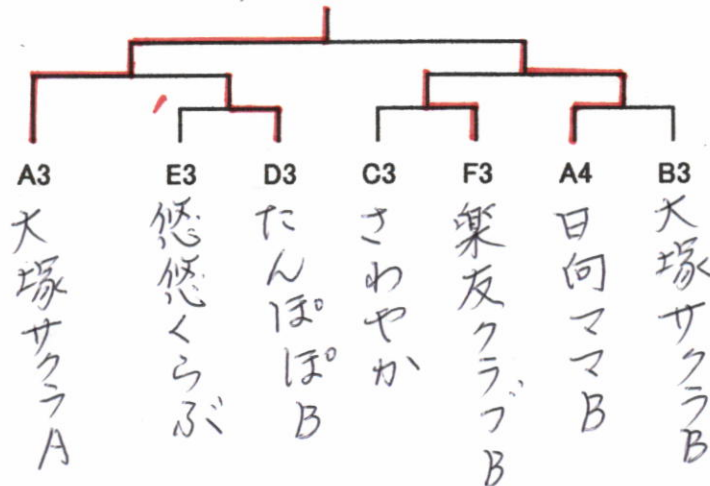 A3 E3 D3 C3 F3 A4 B3
大塚サクラA
悠悠くらぶ
たんぽぽB
さわやか
楽友クラブB
日向ママB
大塚サクラB